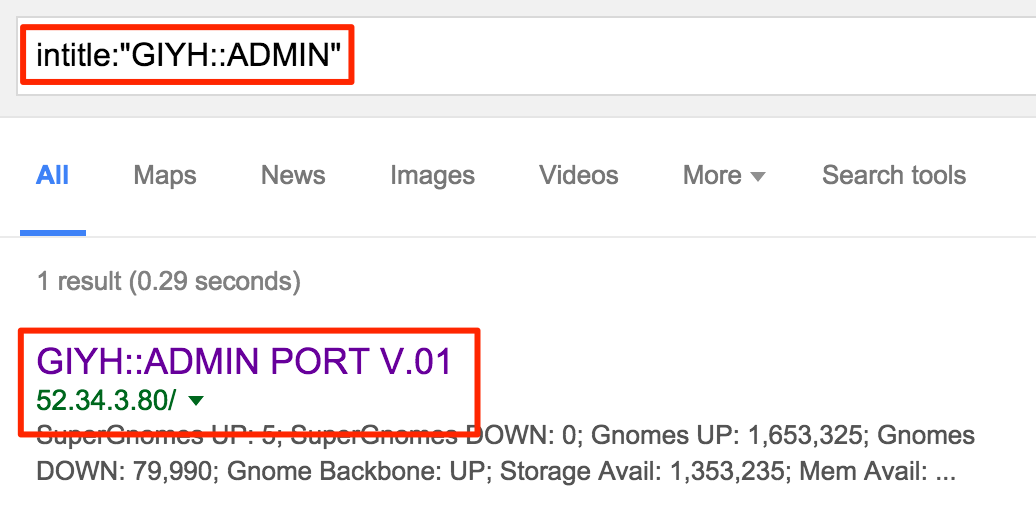 intitle:"GIYH::ADMIN"
All Maps News Images Videos More Search tools
1 result (0.29 seconds)
GIYH::ADMIN PORT V.01
52.34.3.80/
SuperGnomes UP: 5; SuperGnomes DOWN: 0; Gnomes UP: 1,653,325; Gnomes
DOWN: 79,990; Gnome Backbone: UP; Storage Avail: 1,353,235; Mem Avail: ...